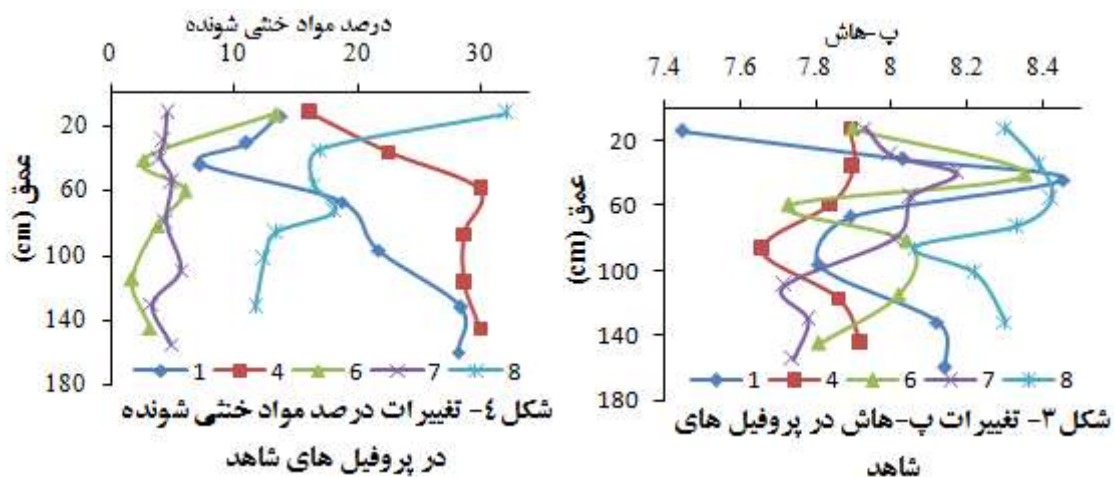 پ-هاش
7.4 7.6 7.8 8 8.2 8.4
عمق (cm)
20
60
100
140
180
1 4 6 7 8
شکل ۳- تغییرات پ-هاش در پروفیل های
شاهد
درصد مواد خنثی شونده
0 10 20 30
عمق (cm)
20
60
100
140
180
1 4 6 7 8
شکل ٤- تغییرات درصد مواد خنثی شونده
در پروفیل های شاهد